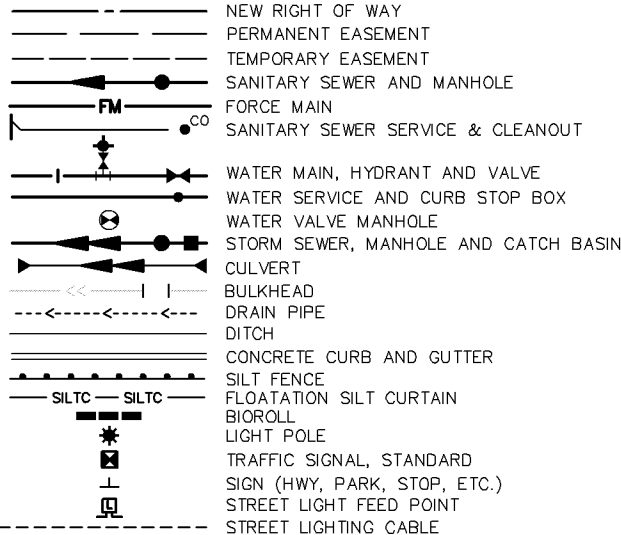 NEW RIGHT OF WAY
PERMANENT EASEMENT
TEMPORARY EASEMENT
SANITARY SEWER AND MANHOLE
FM FORCE MAIN
CO SANITARY SEWER SERVICE & CLEANOUT
WATER MAIN, HYDRANT AND VALVE
WATER SERVICE AND CURB STOP BOX
WATER VALVE MANHOLE
STORM SEWER, MANHOLE AND CATCH BASIN
CULVERT
BULKHEAD
DRAIN PIPE
DITCH
CONCRETE CURB AND GUTTER
SILT FENCE
SILTC SILTC FLOATATION SILT CURTAIN
BIOROLL
LIGHT POLE
TRAFFIC SIGNAL, STANDARD
SIGN (HWY, PARK, STOP, ETC.)
L STREET LIGHT FEED POINT
STREET LIGHTING CABLE